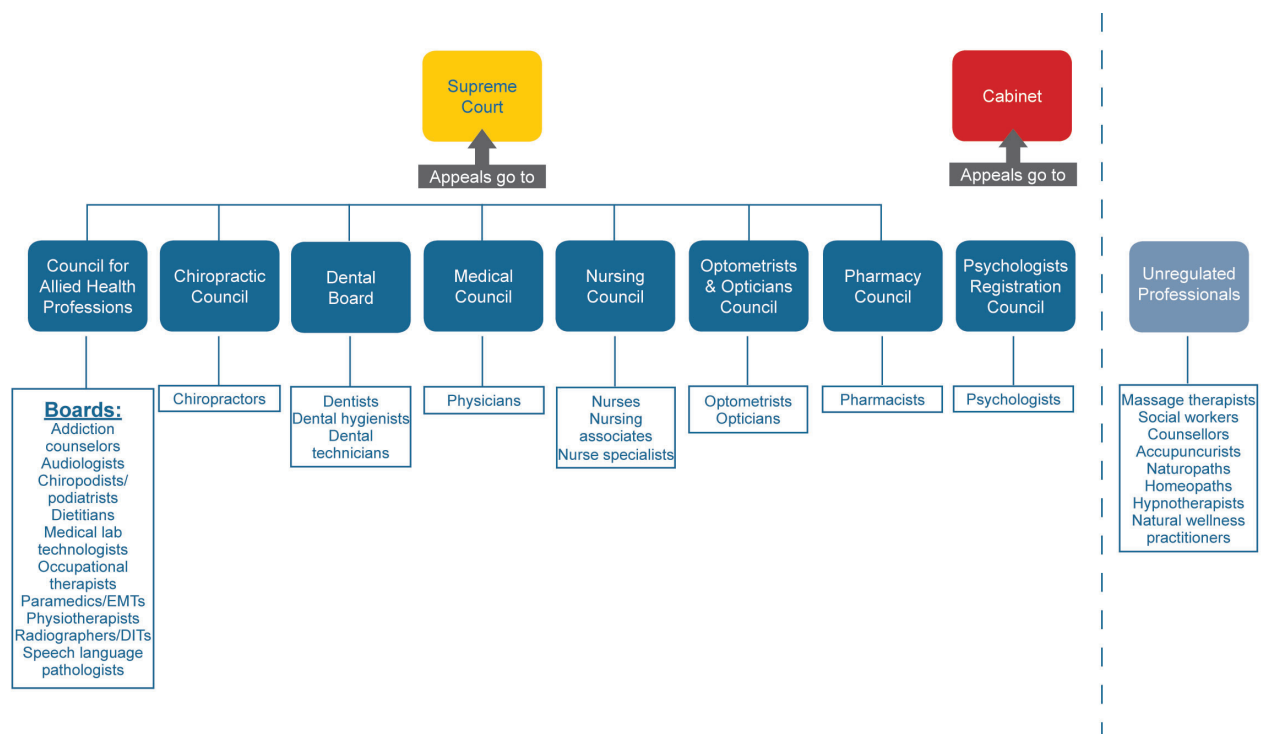 Supreme
Court
Cabinet
Appeals go to
Appeals go to
Council for
Allied Health
Professions
Chiropractic
Council
Dental
Board
Medical
Council
Nursing
Council
Optometrists
& Opticians
Council
Pharmacy
Council
Psychologists
Registration
Council
Unregulated
Professionals
Boards:
Addiction
counselors
Audiologists
Chiropodists/
podiatrists
Dietitians
Medical lab
technologists
Occupational
therapists
Paramedics/EMTs
Physiotherapists
Radiographers/DITs
Speech language
pathologists
Chiropractors
Dentists
Dental hygienists
Dental
technicians
Physicians
Nurses
Nursing
associates
Nurse specialists
Optometrists
Opticians
Pharmacists
Psychologists
Massage therapists
Social workers
Counsellors
Accupuncurists
Naturopaths
Homeopaths
Hypnotherapists
Natural wellness
practitioners